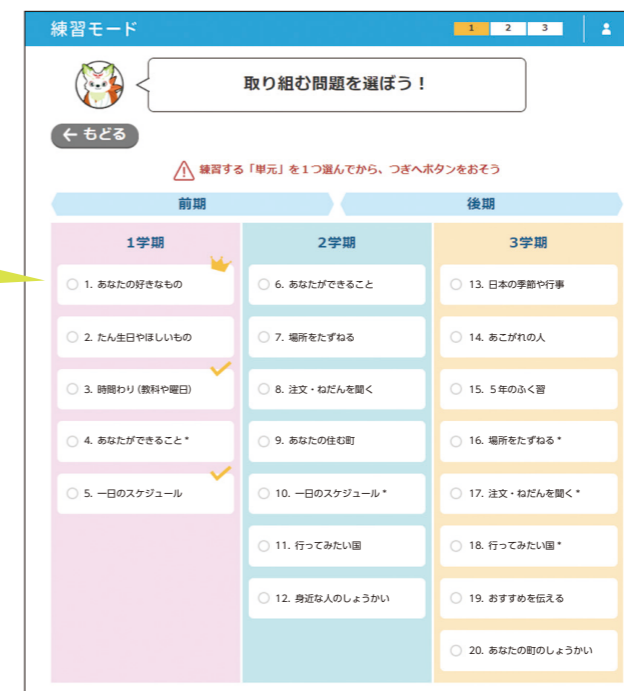 練習モード
1 2 3
取り組む問題を選ぼう！
← もどる
練習する「単元」を1つ選んでから、つぎへボタンをおそう
前期 後期
1学期
1. あなたの好きなもの
2. たん生日やほしいもの
3. 時間わり（教科や曜日）
4. あなたができること*
5. 一日のスケジュール
2学期
6. あなたができること
7. 場所をたずねる
8. 注文・ねだんを聞く
9. あなたの住む町
10. 一日のスケジュール*
11. 行ってみたい国
12. 身近な人のしょうかい
3学期
13. 日本の季節や行事
14. あこがれの人
15. 5年のふく習
16. 場所をたずねる*
17. 注文・ねだんを聞く*
18. 行ってみたい国*
19. おすすめを伝える
20. あなたの町のしょうかい